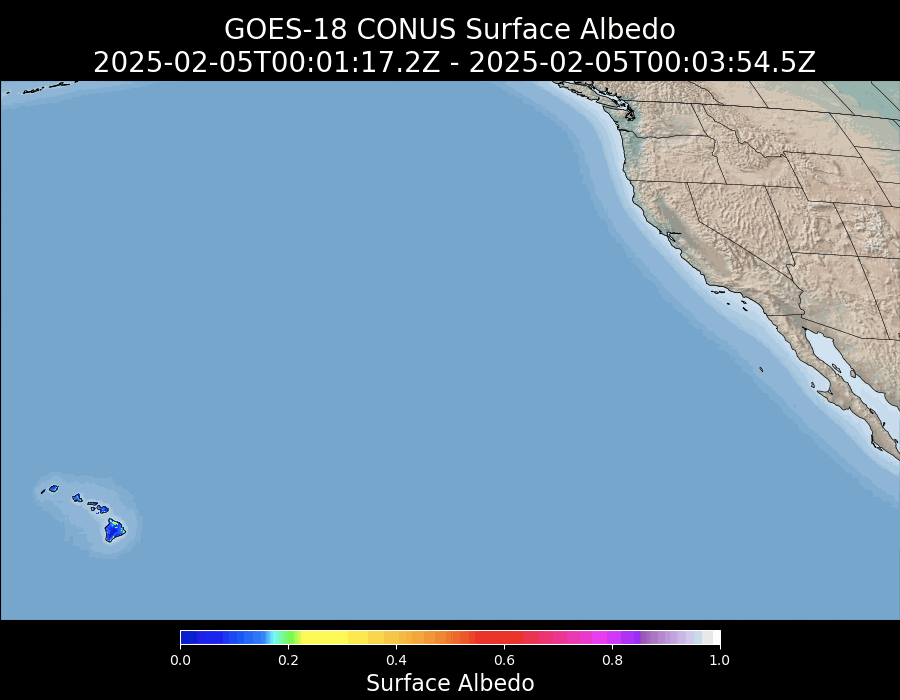 GOES-18 CONUS Surface Albedo
2025-02-05T00:01:17.2Z - 2025-02-05T00:03:54.5Z
0.0 0.2 0.4 0.6 0.8 1.0
Surface Albedo